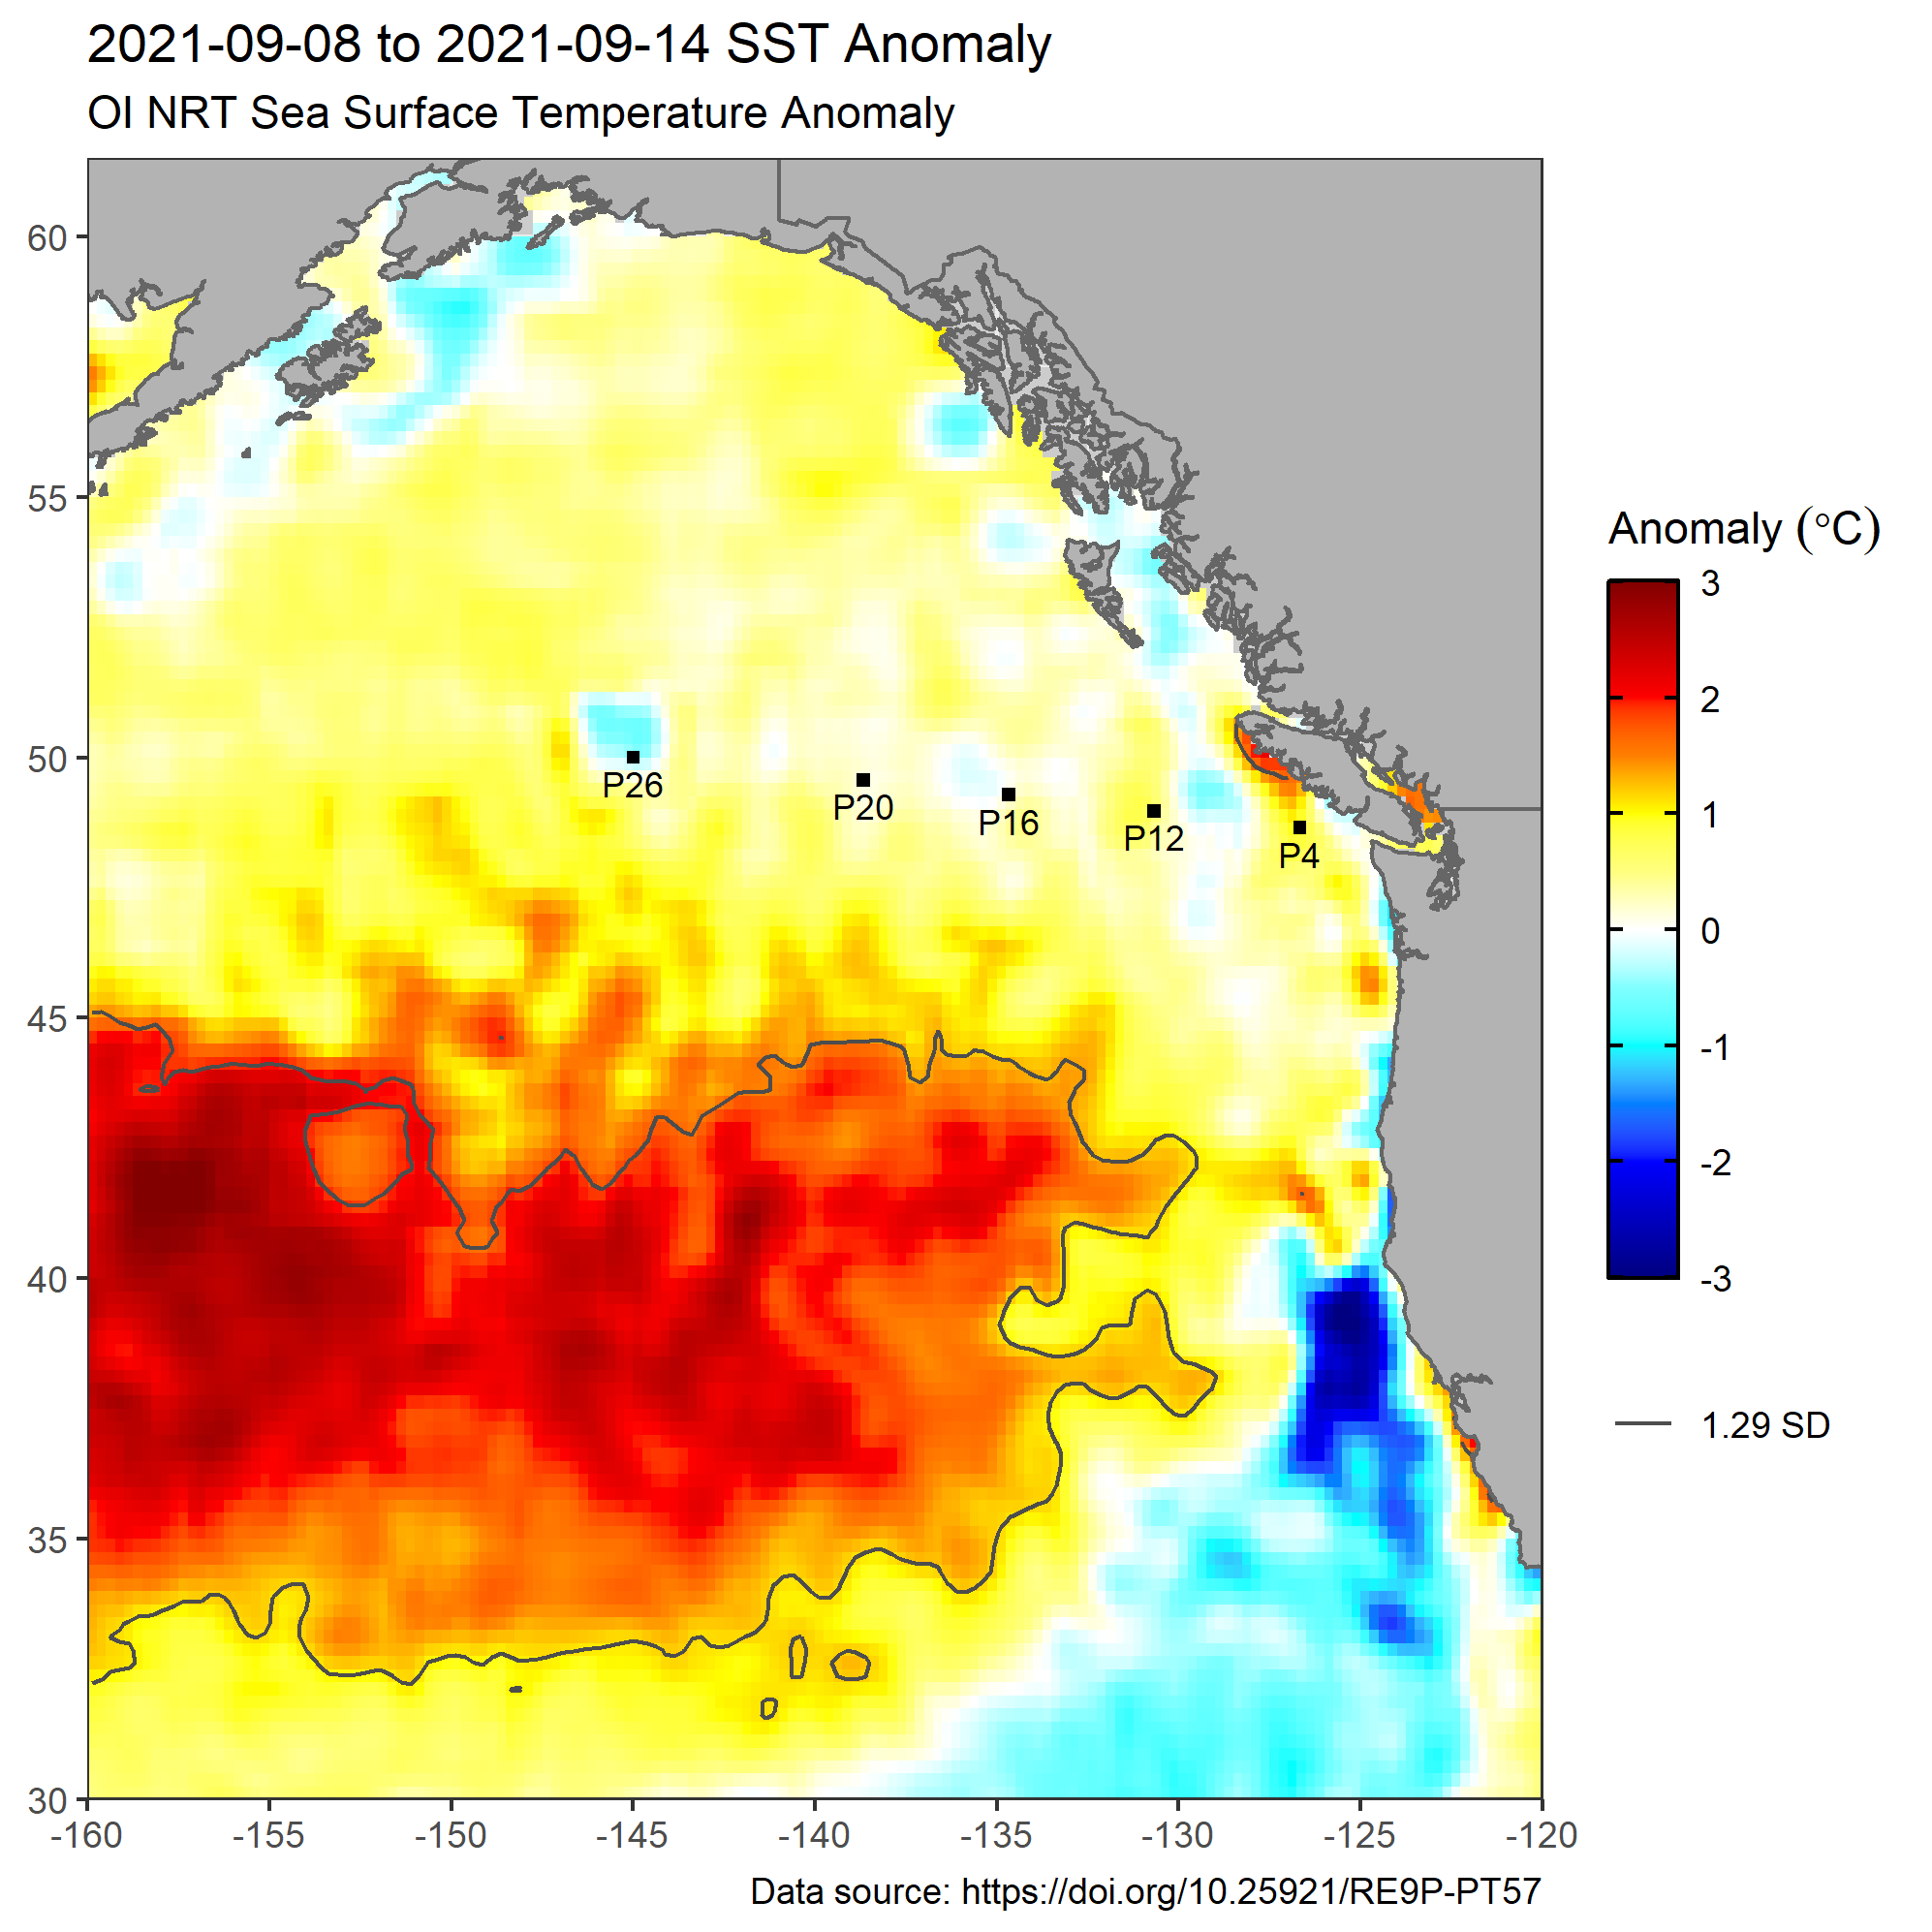 2021-09-08 to 2021-09-14 SST Anomaly
OI NRT Sea Surface Temperature Anomaly
60
55
50
45
40
35
30
-160
-155
-150
-145
-140
-135
-130
-125
-120
P26
P20
P16
P12
P4
Anomaly (°C)
3
2
1
0
-1
-2
-3
1.29 SD
Data source: https://doi.org/10.25921/RE9P-PT57